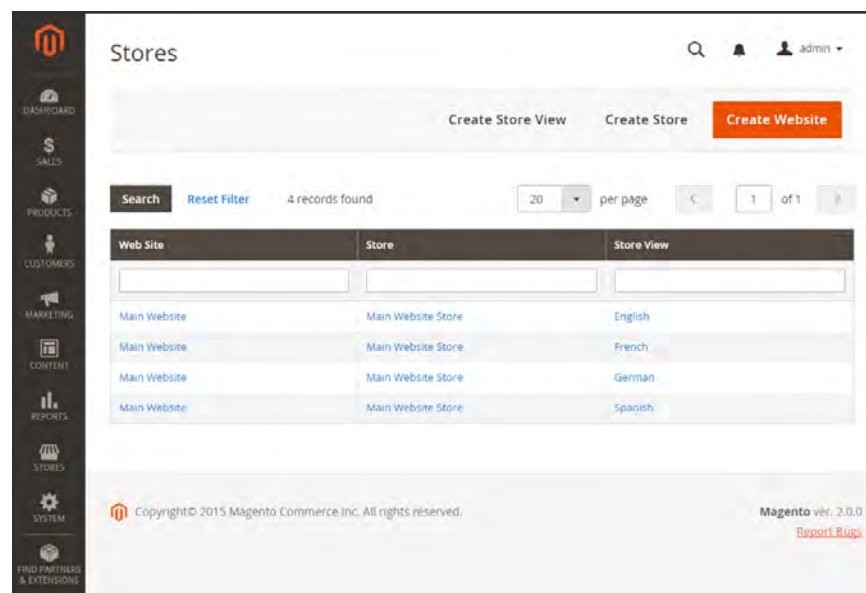 Stores
admin
Create Store View Create Store Create Website
Search Reset Filter 4 records found 20 per page 1 of 1
Web Site Store Store View
Main Website Main Website Store English
Main Website Main Website Store French
Main Website Main Website Store German
Main Website Main Website Store Spanish
Copyright© 2015 Magento Commerce Inc. All rights reserved.
Magento ver. 2.0.0
Report Bugs
DASHBOARD
SALES
PRODUCTS
CUSTOMERS
MARKETING
CONTENT
REPORTS
STORES
SYSTEM
FIND PARTNERS
& EXTENSIONS